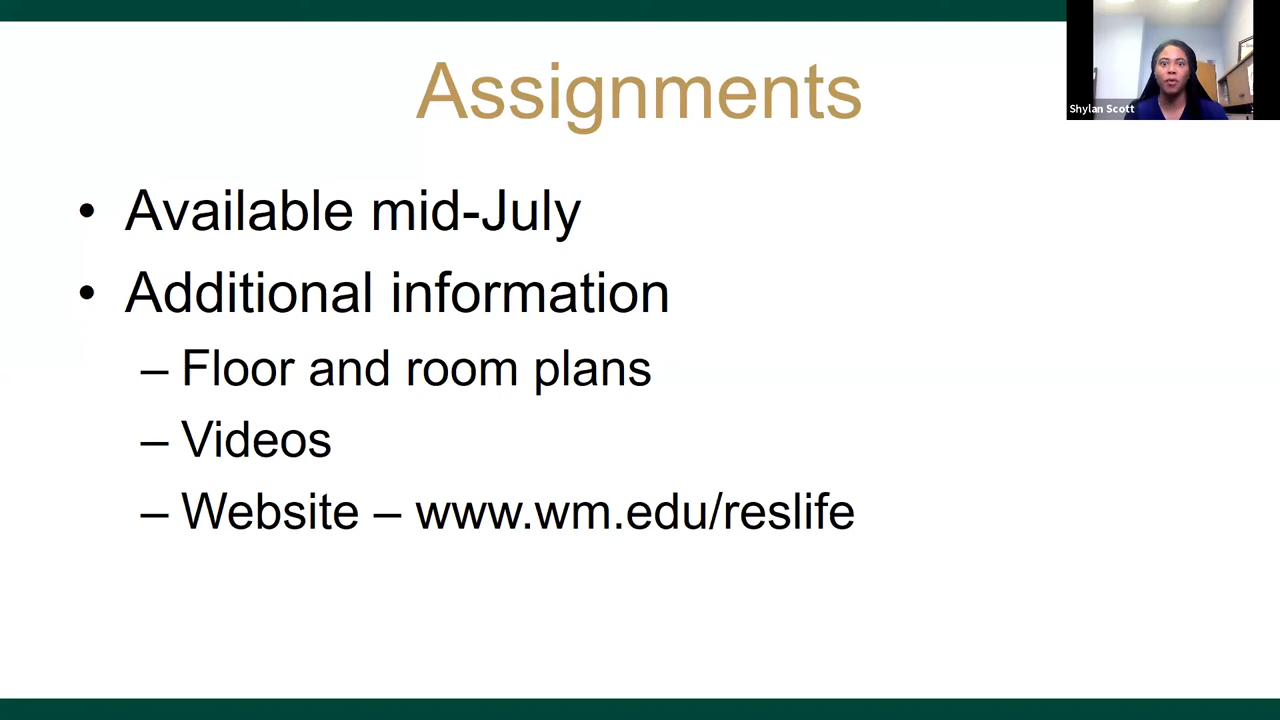 Assignments
Shylan Scott
• Available mid-July
• Additional information
– Floor and room plans
– Videos
– Website – www.wm.edu/reslife